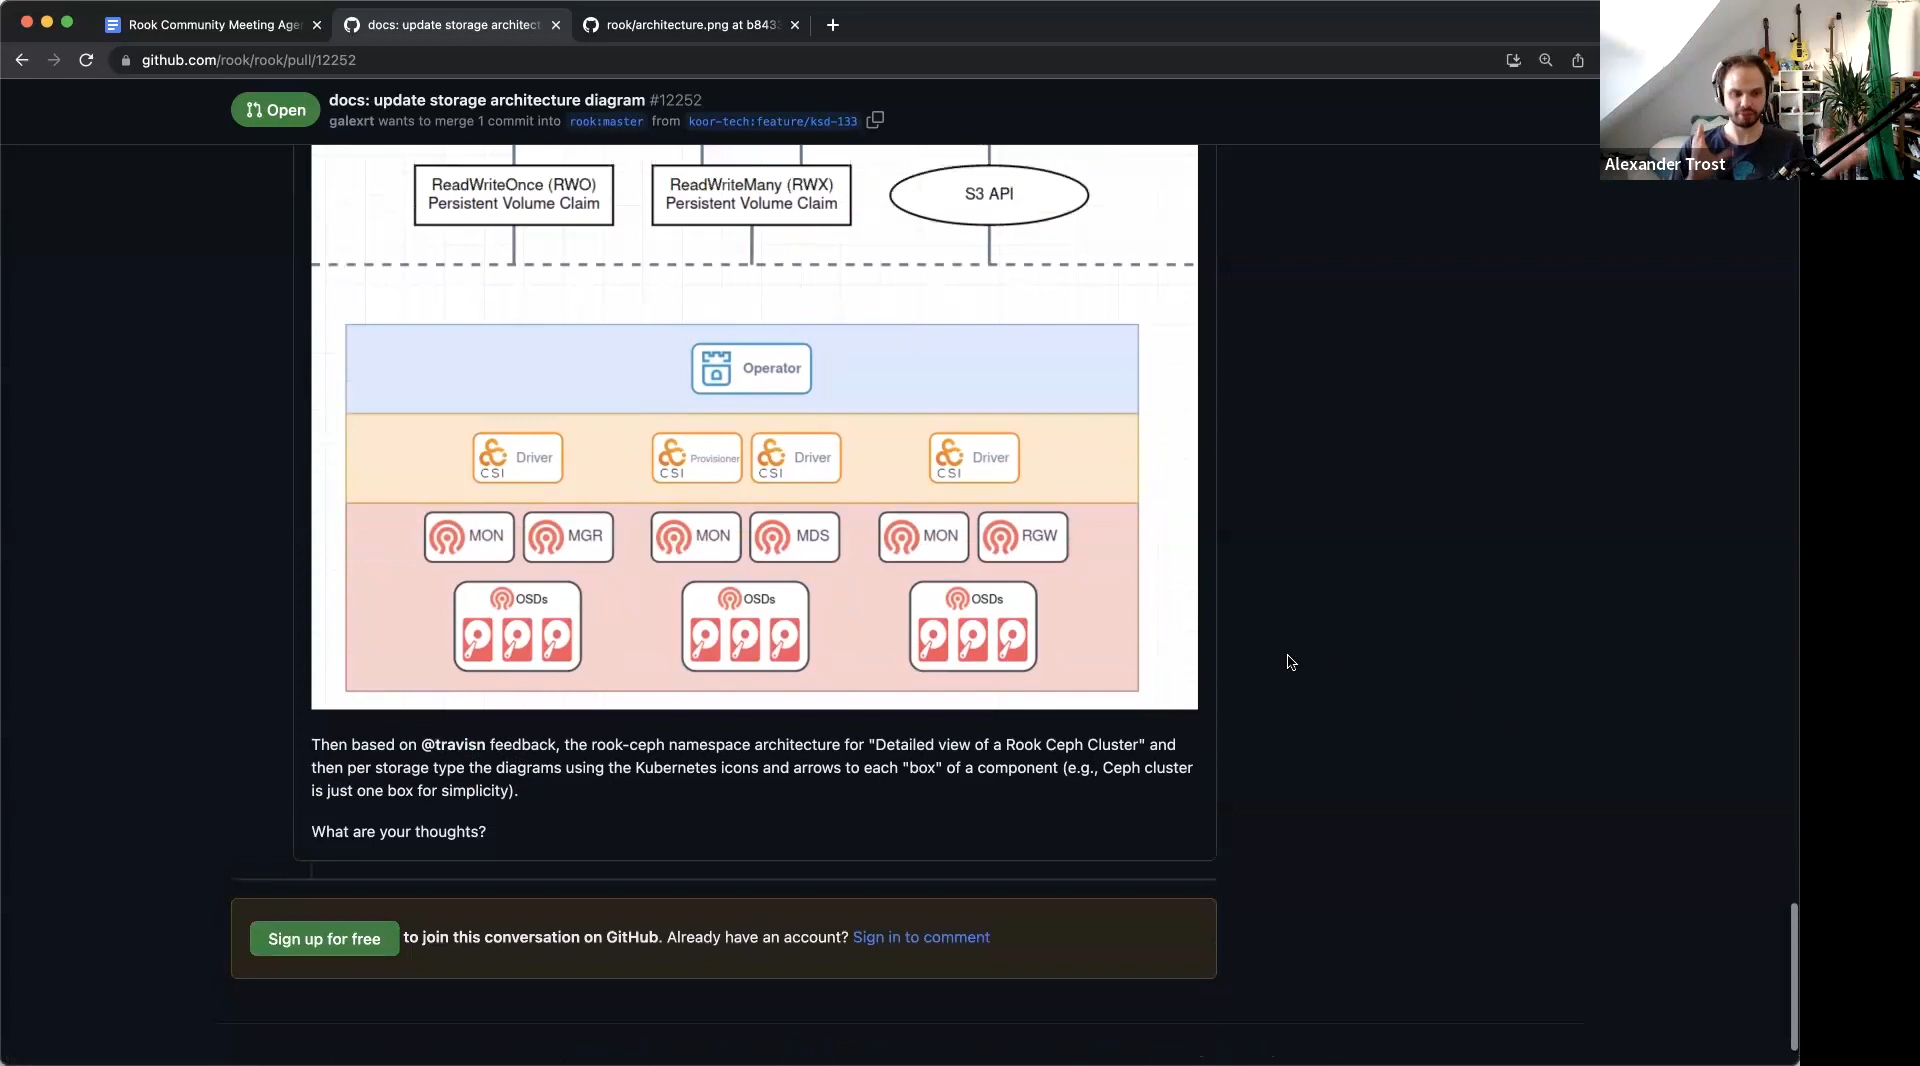 Rook Community Meeting Age
docs: update storage architect
rook/architecture.png at b843
github.com/rook/rook/pull/12252
Alexander Trost
Open
docs: update storage architecture diagram #12252
galexrt wants to merge 1 commit into rook:master from koor-tech:feature/ksd-133
ReadWriteOnce (RWO)
Persistent Volume Claim
ReadWriteMany (RWX)
Persistent Volume Claim
S3 API
Operator
CSI Driver
CSI Provisioner
CSI Driver
CSI Driver
MON
MGR
MON
MDS
MON
RGW
OSDs
OSDs
OSDs
Then based on @travisn feedback, the rook-ceph namespace architecture for "Detailed view of a Rook Ceph Cluster" and
then per storage type the diagrams using the Kubernetes icons and arrows to each "box" of a component (e.g., Ceph cluster
is just one box for simplicity).
What are your thoughts?
Sign up for free to join this conversation on GitHub. Already have an account? Sign in to comment